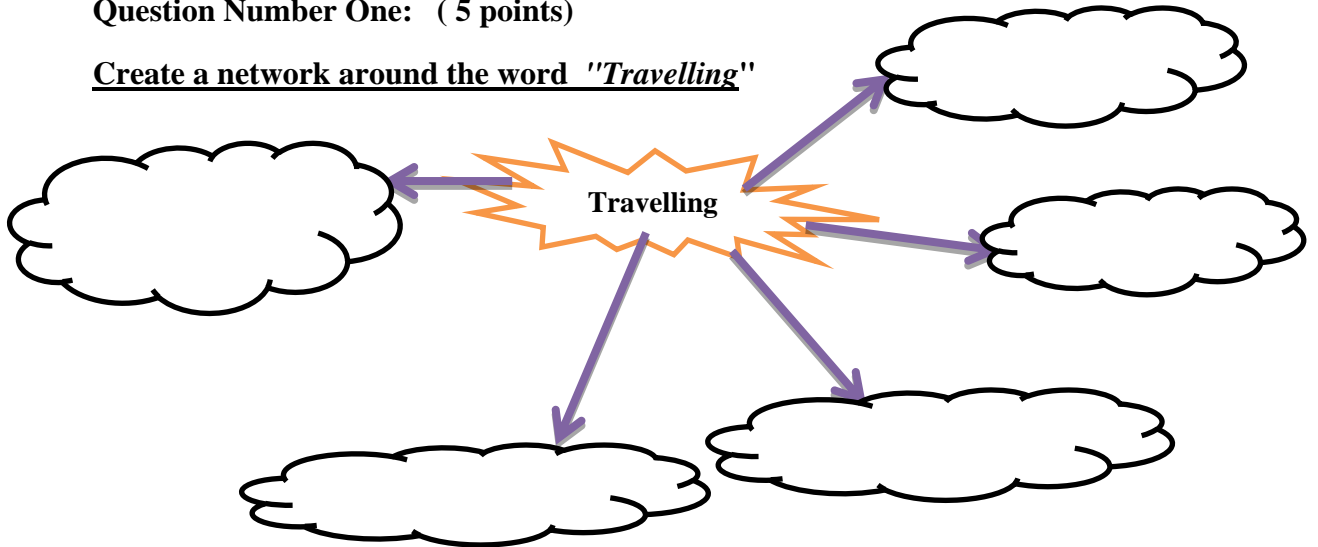 Question Number One: ( 5 points)
Create a network around the word "Travelling"
Travelling